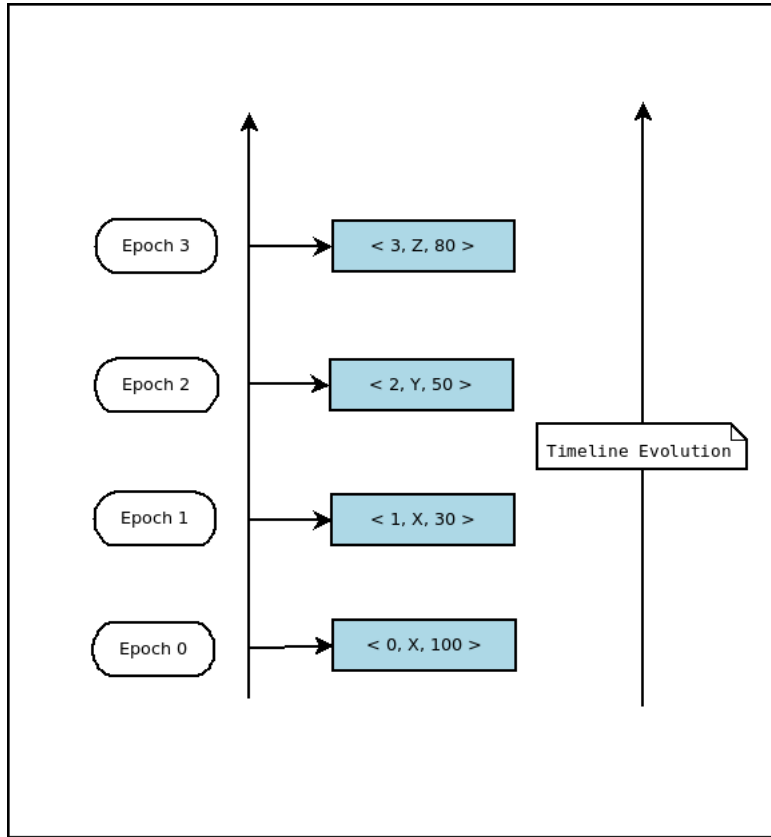 Epoch 3
< 3, Z, 80 >
Epoch 2
< 2, Y, 50 >
Timeline Evolution
Epoch 1
< 1, X, 30 >
Epoch 0
< 0, X, 100 >